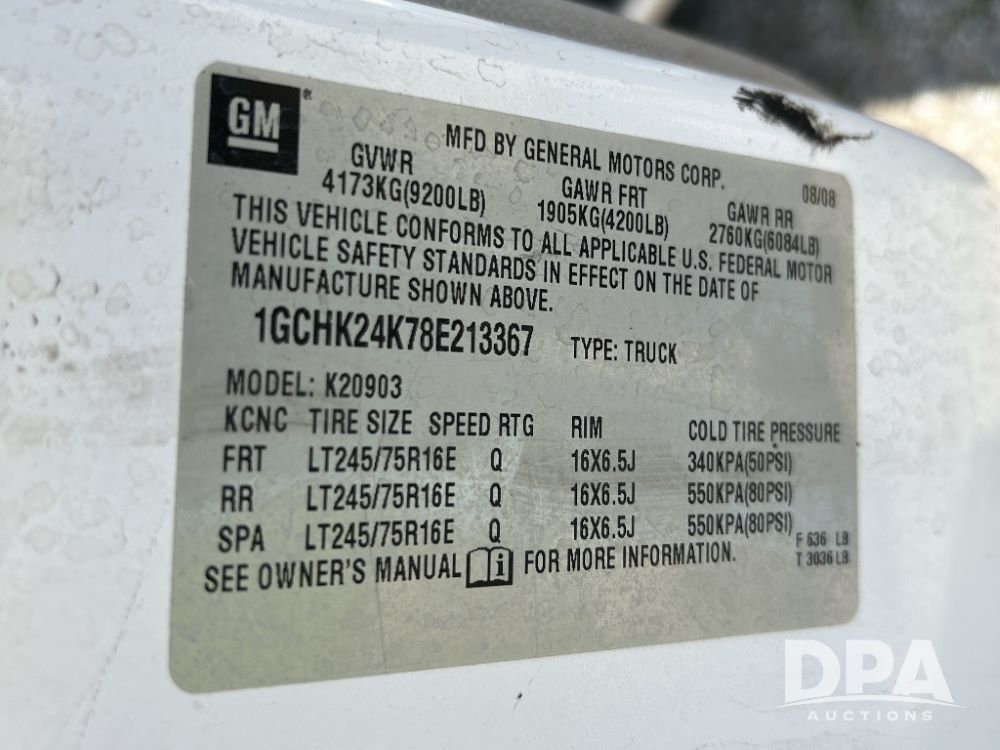 GM
MFD BY GENERAL MOTORS CORP. 08/08
GVWR GAWR FRT GAWR RR
4173KG(9200LB) 1905KG(4200LB) 2760KG(6084LB)
THIS VEHICLE CONFORMS TO ALL APPLICABLE U.S. FEDERAL MOTOR
VEHICLE SAFETY STANDARDS IN EFFECT ON THE DATE OF
MANUFACTURE SHOWN ABOVE.
1GCHK24K78E213367 TYPE: TRUCK
MODEL: K20903
KCNC TIRE SIZE SPEED RTG RIM COLD TIRE PRESSURE
FRT LT245/75R16E Q 16X6.5J 340KPA(50PSI)
RR LT245/75R16E Q 16X6.5J 550KPA(80PSI)
SPA LT245/75R16E Q 16X6.5J 550KPA(80PSI)
F 636 LB
T 3036 LB
SEE OWNER'S MANUAL i FOR MORE INFORMATION.
DPA
AUCTIONS